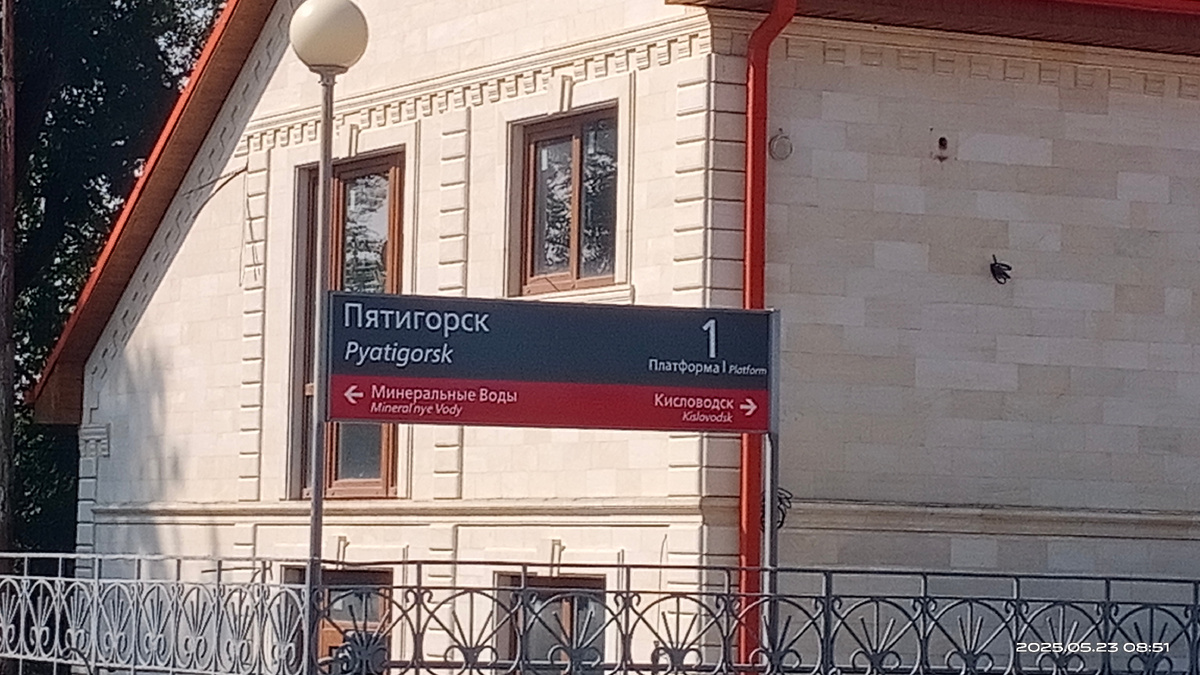 Пятигорск
Pyatigorsk
1
Платформа | Platform
← Минеральные Воды
Mineral'nye Vody
Кисловодск →
Kislovodsk
2025.05.23 08:51